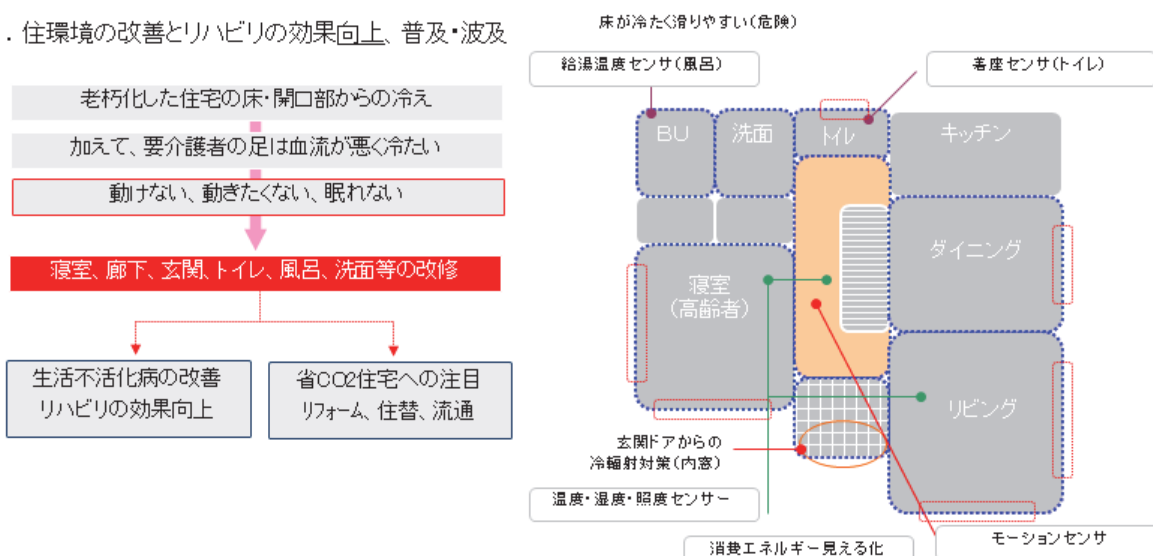 ．住環境の改善とリハビリの効果向上、普及・波及
老朽化した住宅の床・開口部からの冷え
加えて、要介護者の足は血流が悪く冷たい
動けない、動きたくない、眠れない
寝室、廊下、玄関、トイレ、風呂、洗面等の改修
生活不活化病の改善
リハビリの効果向上
省CO2住宅への注目
リフォーム、住替、流通
床が冷たく滑りやすい(危険)
給湯温度センサ(風呂)
着座センサ(トイレ)
BU
洗面
トイレ
キッチン
ダイニング
寝室
(高齢者)
リビング
玄関ドアからの
冷輻射対策(内窓)
温度・湿度・照度センサー
消費エネルギー見える化
モーションセンサ